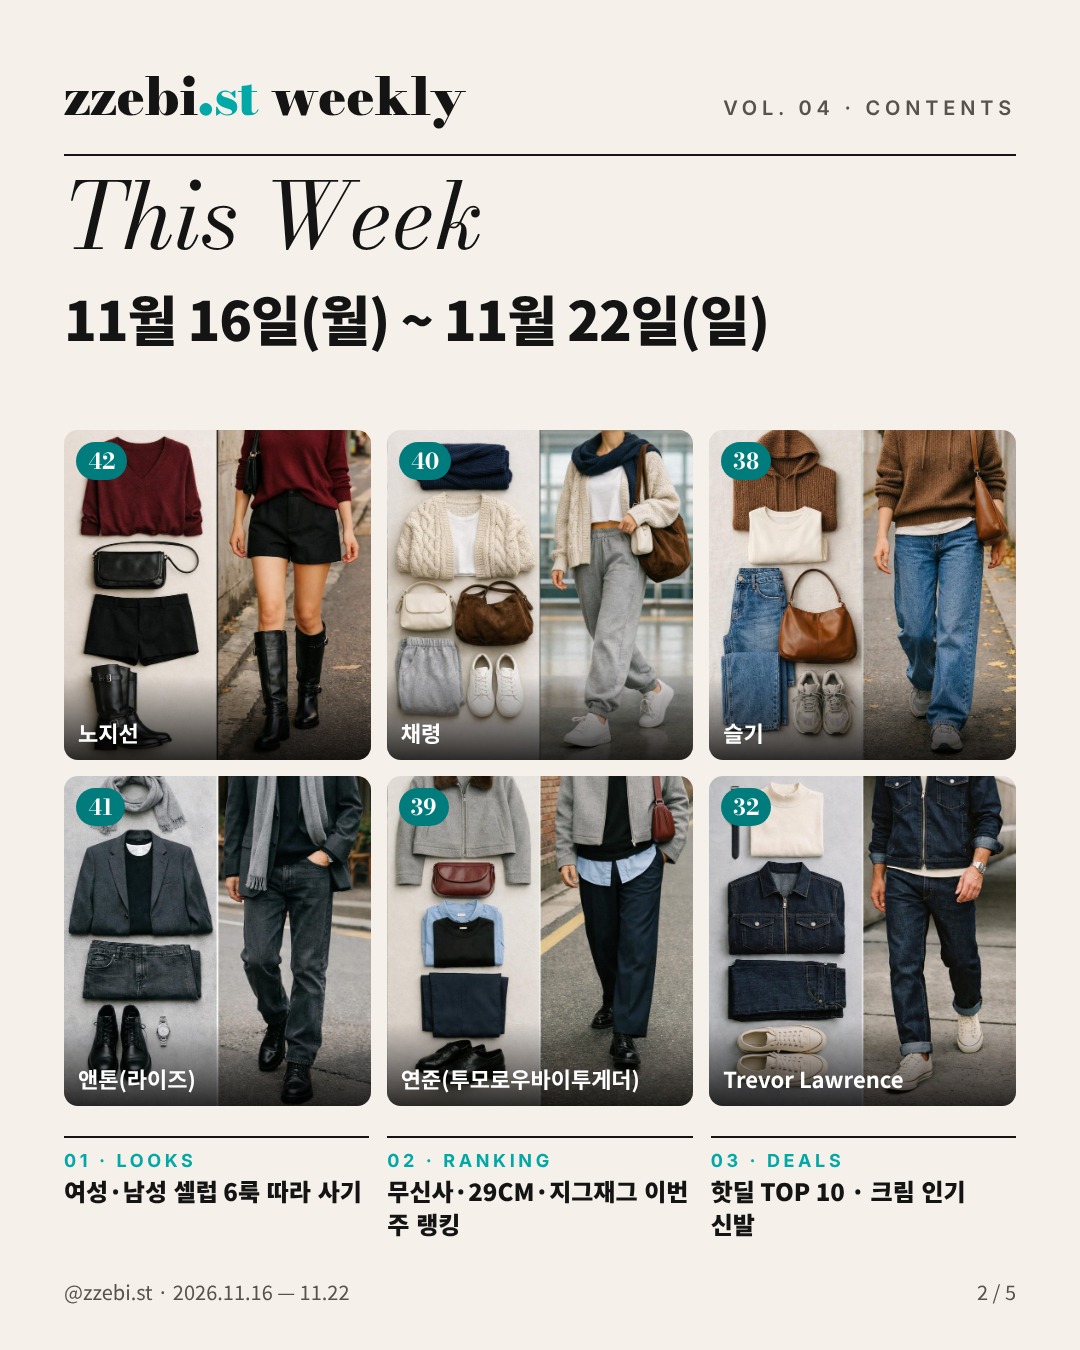 zzebi.st weekly
VOL. 04 · CONTENTS
This Week
11월 16일(월) ~ 11월 22일(일)
42
노지선
40
채령
38
슬기
41
앤톤(라이즈)
39
연준(투모로우바이투게더)
32
Trevor Lawrence
01 · LOOKS
여성·남성 셀럽 6룩 따라 사기
02 · RANKING
무신사·29CM·지그재그 이번
주 랭킹
03 · DEALS
핫딜 TOP 10 · 크림 인기
신발
@zzebi.st · 2026.11.16 — 11.22
2 / 5